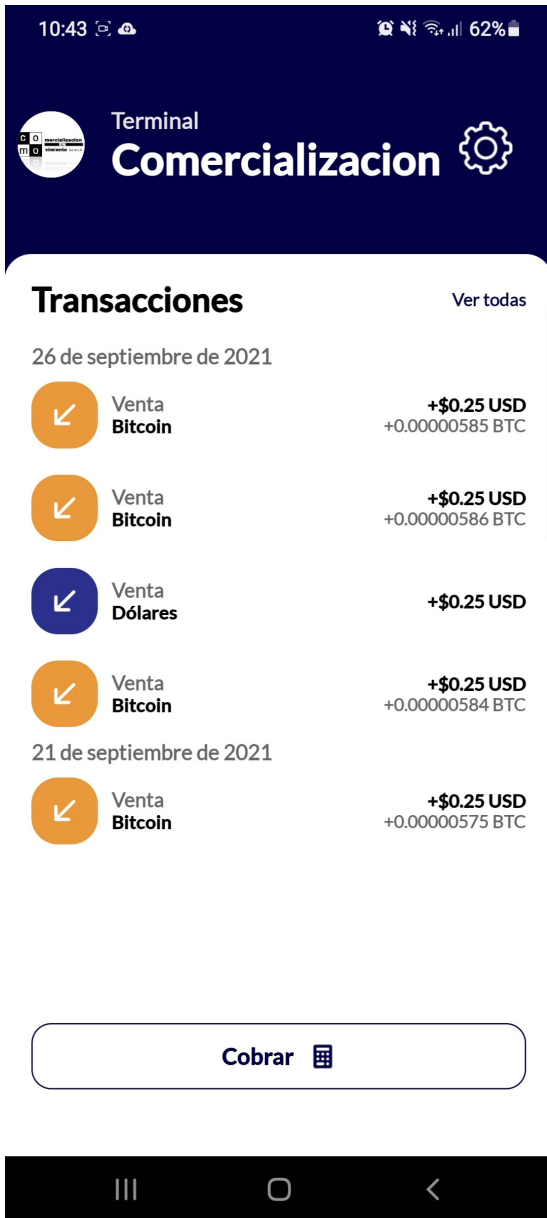 10:43
62%
Terminal
Comercializacion
Transacciones
Ver todas
26 de septiembre de 2021
Venta
+$0.25 USD
Bitcoin
+0.00000585 BTC
Venta
+$0.25 USD
Bitcoin
+0.00000586 BTC
Venta
Dólares
+$0.25 USD
Venta
+$0.25 USD
Bitcoin
+0.00000584 BTC
21 de septiembre de 2021
Venta
+$0.25 USD
Bitcoin
+0.00000575 BTC
Cobrar